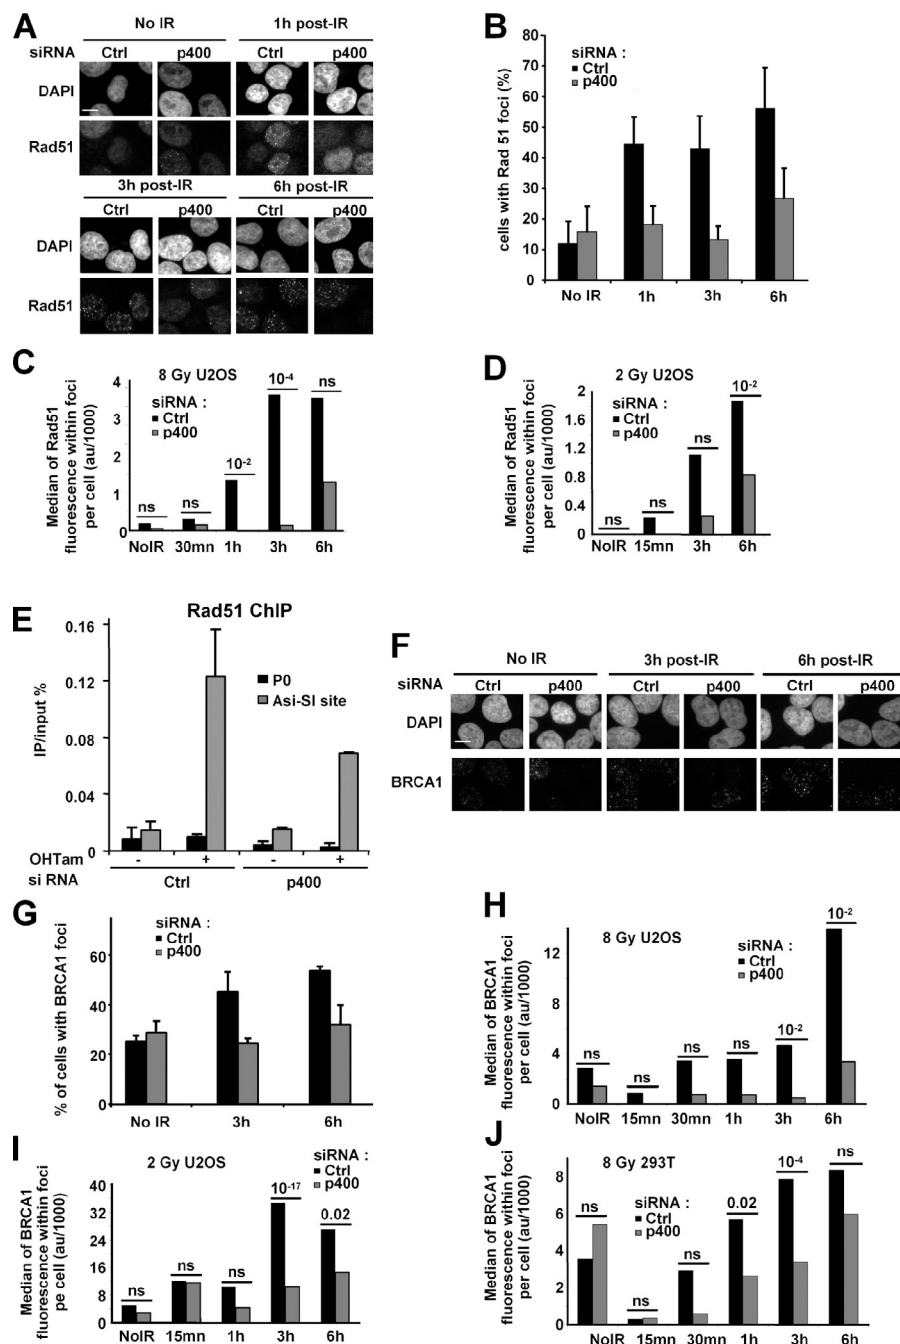 A
No IR 1h post-IR
siRNA Ctrl p400 Ctrl p400
DAPI
Rad51
3h post-IR 6h post-IR
Ctrl p400 Ctrl p400
DAPI
Rad51
B
siRNA :
Ctrl
p400
cells with Rad 51 foci (%)
80
70
60
50
40
30
20
10
0
No IR 1h 3h 6h
C
8 Gy U2OS
siRNA :
Ctrl
p400
Median of Rad51
fluorescence within foci
per cell (au/1000)
4
3
2
1
0
ns ns 10-2 10-4 ns
NoIR 30mn 1h 3h 6h
D
2 Gy U2OS
siRNA :
Ctrl
p400
Median of Rad51
fluorescence within foci
per cell (au/1000)
2
1.6
1.2
0.8
0.4
0
ns ns ns 10-2
NoIR 15mn 3h 6h
E
Rad51 ChIP
P0
Asi-SI site
IP/input %
0.16
0.12
0.08
0.04
0
OHTam - + - +
si RNA Ctrl p400
F
No IR 3h post-IR 6h post-IR
siRNA Ctrl p400 Ctrl p400 Ctrl p400
DAPI
BRCA1
G
siRNA :
Ctrl
p400
% of cells with BRCA1 foci
60
40
20
0
No IR 3h 6h
H
8 Gy U2OS
siRNA :
Ctrl
p400
Median of BRCA1
fluorescence within foci
per cell (au/1000)
12
8
4
0
ns ns ns ns 10-2 10-2
NoIR 15mn 30mn 1h 3h 6h
I
2 Gy U2OS
siRNA :
Ctrl
p400
Median of BRCA1
fluorescence within foci
pe cell (au/1000)
40
32
24
16
8
0
ns ns ns 10-17 0.02
NoIR 15mn 1h 3h 6h
J
8 Gy 293T
siRNA :
Ctrl
p400
Median of BRCA1
fluorescence within foci
per cell (au/1000)
8
6
4
2
0
ns ns ns 0.02 10-4 ns
NoIR 15mn 30mn 1h 3h 6h